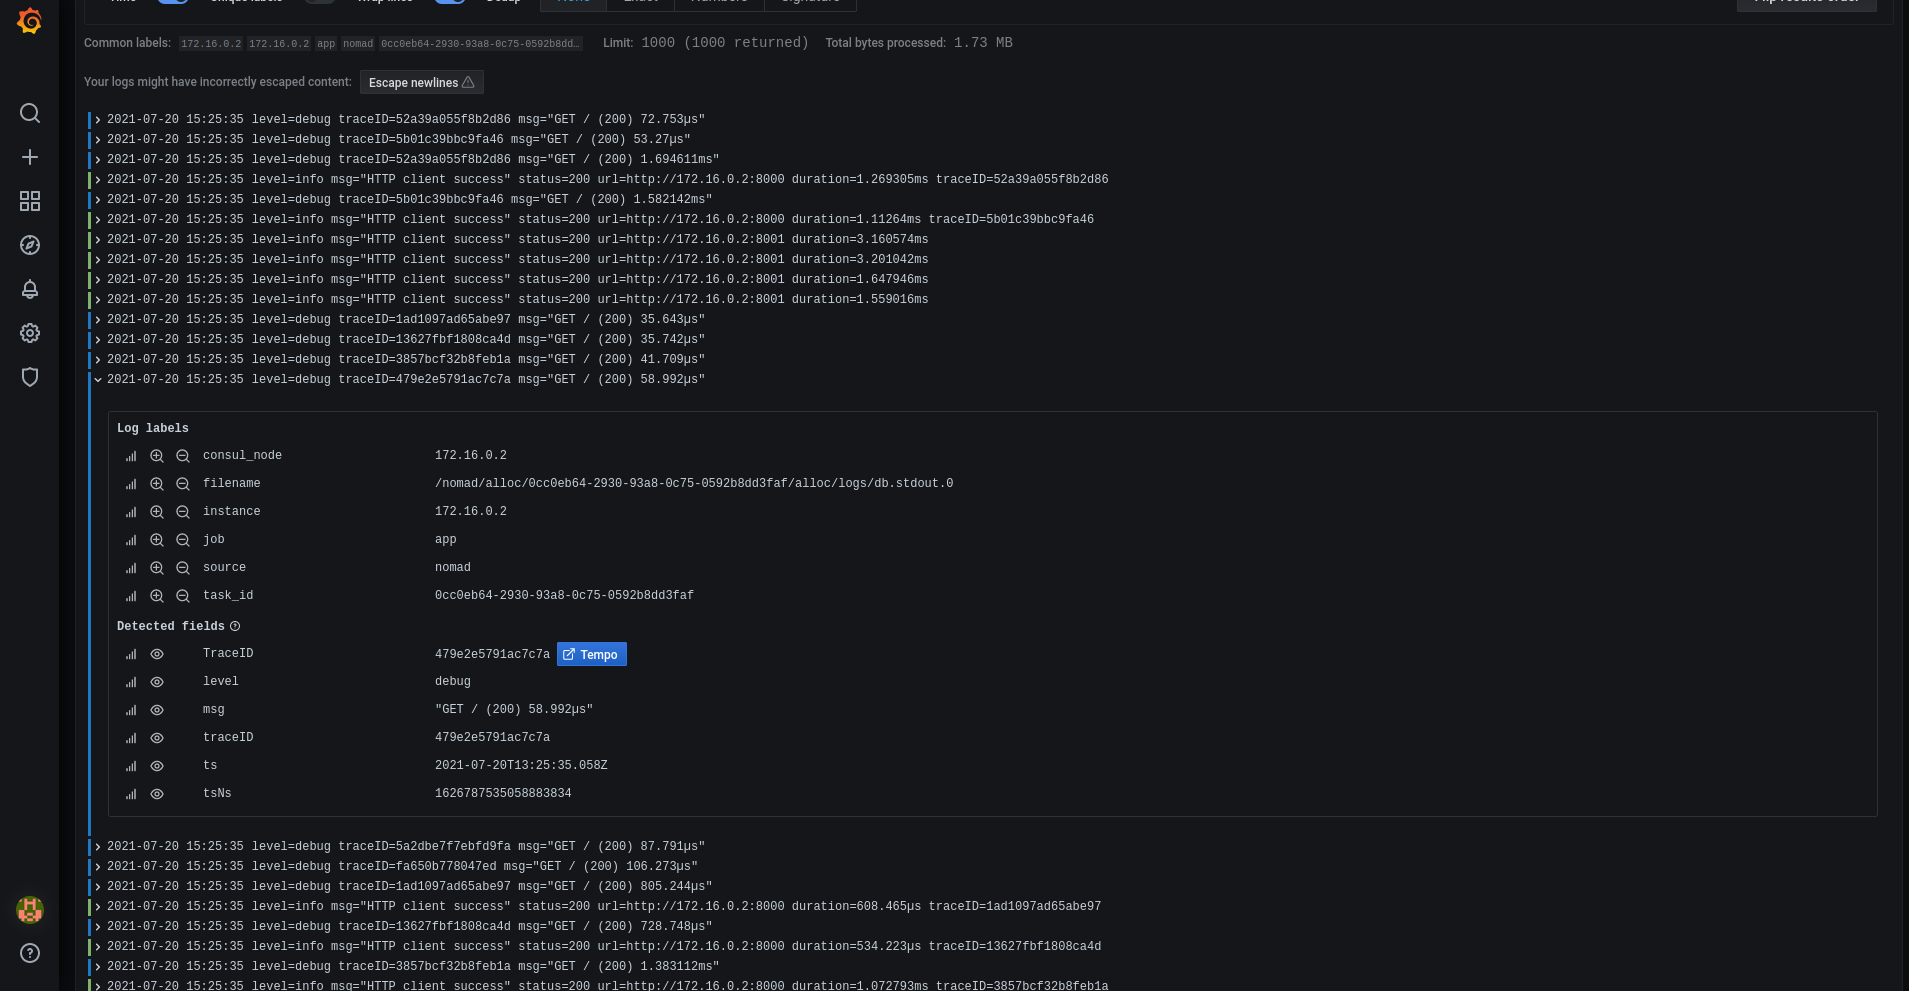 Common labels: 172.16.0.2 172.16.0.2 app nomad 0cc0eb64-2930-93a8-0c75-0592b8dd… Limit: 1000 (1000 returned) Total bytes processed: 1.73 MB
Your logs might have incorrectly escaped content: Escape newlines
2021-07-20 15:25:35 level=debug traceID=52a39a055f8b2d86 msg="GET / (200) 72.753µs"
2021-07-20 15:25:35 level=debug traceID=5b01c39bbc9fa46 msg="GET / (200) 53.27µs"
2021-07-20 15:25:35 level=debug traceID=52a39a055f8b2d86 msg="GET / (200) 1.694611ms"
2021-07-20 15:25:35 level=info msg="HTTP client success" status=200 url=http://172.16.0.2:8000 duration=1.269305ms traceID=52a39a055f8b2d86
2021-07-20 15:25:35 level=debug traceID=5b01c39bbc9fa46 msg="GET / (200) 1.582142ms"
2021-07-20 15:25:35 level=info msg="HTTP client success" status=200 url=http://172.16.0.2:8000 duration=1.11264ms traceID=5b01c39bbc9fa46
2021-07-20 15:25:35 level=info msg="HTTP client success" status=200 url=http://172.16.0.2:8001 duration=3.160574ms
2021-07-20 15:25:35 level=info msg="HTTP client success" status=200 url=http://172.16.0.2:8001 duration=3.201042ms
2021-07-20 15:25:35 level=info msg="HTTP client success" status=200 url=http://172.16.0.2:8001 duration=1.647946ms
2021-07-20 15:25:35 level=info msg="HTTP client success" status=200 url=http://172.16.0.2:8001 duration=1.559016ms
2021-07-20 15:25:35 level=debug traceID=1ad1097ad65abe97 msg="GET / (200) 35.643µs"
2021-07-20 15:25:35 level=debug traceID=13627fbf1808ca4d msg="GET / (200) 35.742µs"
2021-07-20 15:25:35 level=debug traceID=3857bcf32b8feb1a msg="GET / (200) 41.709µs"
2021-07-20 15:25:35 level=debug traceID=479e2e5791ac7c7a msg="GET / (200) 58.992µs"
Log labels
consul_node 172.16.0.2
filename /nomad/alloc/0cc0eb64-2930-93a8-0c75-0592b8dd3faf/alloc/logs/db.stdout.0
instance 172.16.0.2
job app
source nomad
task_id 0cc0eb64-2930-93a8-0c75-0592b8dd3faf
Detected fields
TraceID 479e2e5791ac7c7a Tempo
level debug
msg "GET / (200) 58.992µs"
traceID 479e2e5791ac7c7a
ts 2021-07-20T13:25:35.058Z
tsNs 1626787535058883834
2021-07-20 15:25:35 level=debug traceID=5a2dbe7f7ebfd9fa msg="GET / (200) 87.791µs"
2021-07-20 15:25:35 level=debug traceID=fa650b778047ed msg="GET / (200) 106.273µs"
2021-07-20 15:25:35 level=debug traceID=1ad1097ad65abe97 msg="GET / (200) 805.244µs"
2021-07-20 15:25:35 level=info msg="HTTP client success" status=200 url=http://172.16.0.2:8000 duration=608.465µs traceID=1ad1097ad65abe97
2021-07-20 15:25:35 level=debug traceID=13627fbf1808ca4d msg="GET / (200) 728.748µs"
2021-07-20 15:25:35 level=info msg="HTTP client success" status=200 url=http://172.16.0.2:8000 duration=534.223µs traceID=13627fbf1808ca4d
2021-07-20 15:25:35 level=debug traceID=3857bcf32b8feb1a msg="GET / (200) 1.383112ms"
2021-07-20 15:25:35 level=info msg="HTTP client success" status=200 url=http://172.16.0.2:8000 duration=1.072793ms traceID=3857bcf32b8feb1a